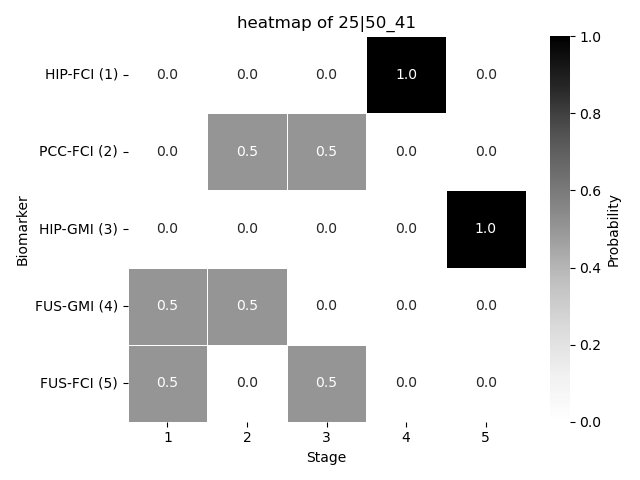 heatmap of 25|50_41
HIP-FCI (1) 0.0 0.0 0.0 1.0 0.0
PCC-FCI (2) 0.0 0.5 0.5 0.0 0.0
HIP-GMI (3) 0.0 0.0 0.0 0.0 1.0
FUS-GMI (4) 0.5 0.5 0.0 0.0 0.0
FUS-FCI (5) 0.5 0.0 0.5 0.0 0.0
1 2 3 4 5
Stage
Biomarker
1.0
0.8
0.6
0.4
0.2
0.0
Probability